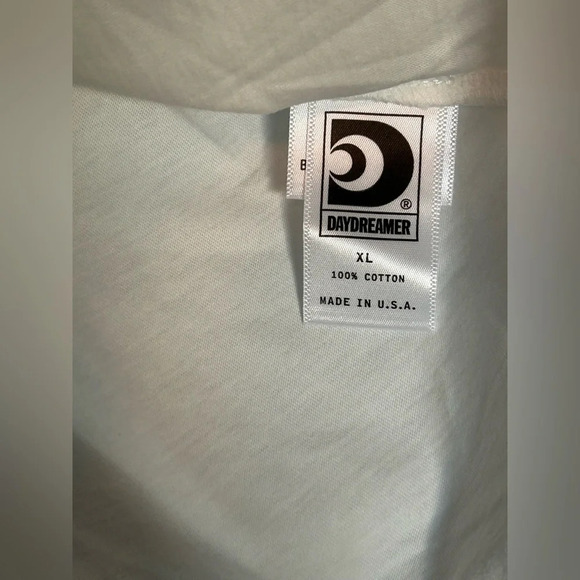 ®
DAYDREAMER
XL
100% COTTON
MADE IN U.S.A.